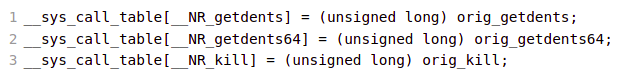 1 __sys_call_table[__NR_getdents] = (unsigned long) orig_getdents;
2 __sys_call_table[__NR_getdents64] = (unsigned long) orig_getdents64;
3 __sys_call_table[__NR_kill] = (unsigned long) orig_kill;